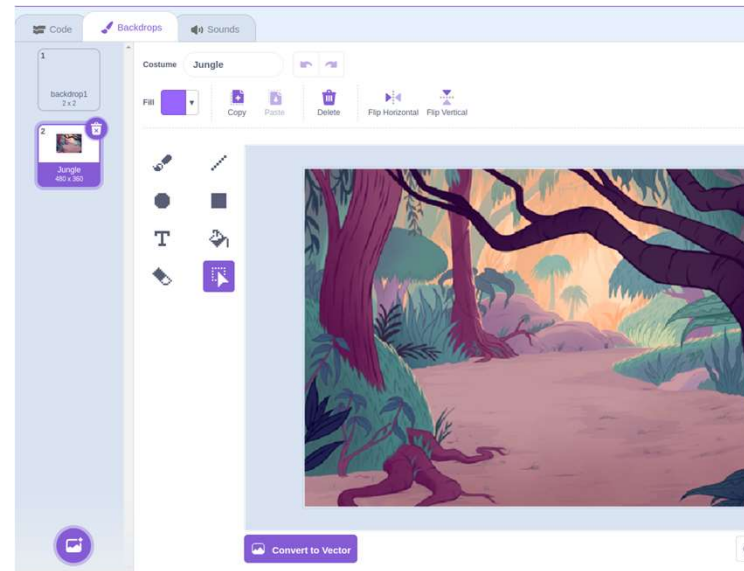 Code
Backdrops
Sounds
1
backdrop1
2 x 2
2
Jungle
480 x 360
Costume
Jungle
Fill
Copy
Paste
Delete
Flip Horizontal
Flip Vertical
T
Convert to Vector